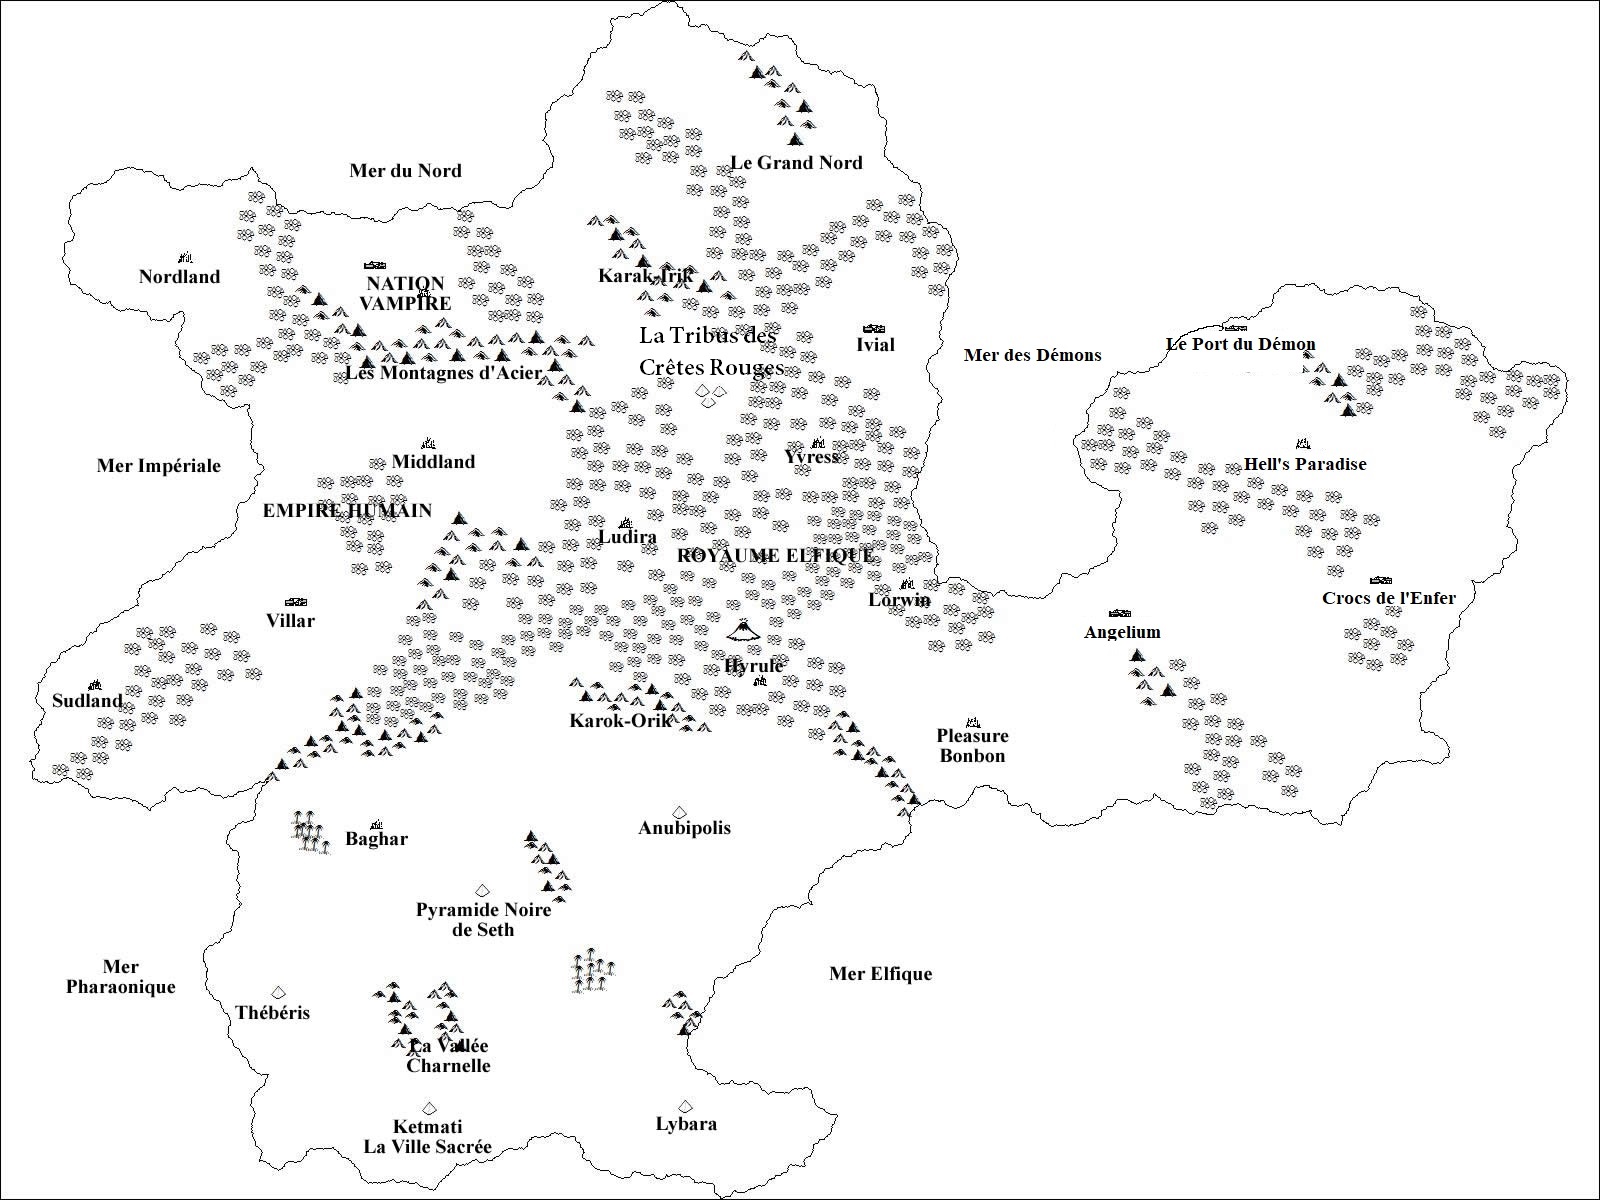 Le Grand Nord
Mer du Nord
Nordland
NATION
VAMPIRE
Karak-Irik
La Tribus des
Crêtes Rouges
Ivial
Mer des Démons
Le Port du Démon
Les Montagnes d'Acier
Mer Impériale
Middland
Yvress
Hell's Paradise
EMPIRE HUMAIN
Ludira
ROYAUME ELFIQUE
Lorwin
Crocs de l'Enfer
Villar
Angelium
Hyrule
Sudland
Karok-Orik
Pleasure
Bonbon
Baghar
Anubipolis
Pyramide Noire
de Seth
Mer
Pharaonique
Mer Elfique
Thébéris
La Vallée
Charnelle
Ketmati
La Ville Sacrée
Lybara